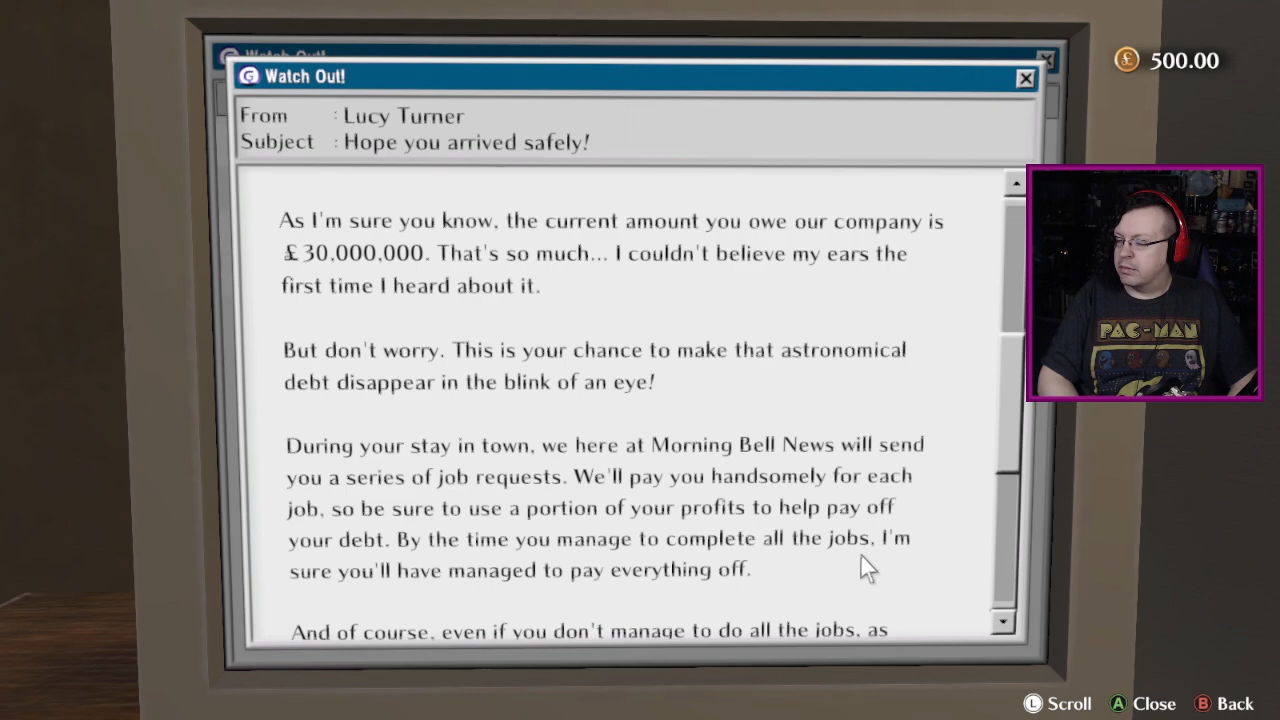 Watch Out!
Watch Out!
£ 500.00
From : Lucy Turner
Subject : Hope you arrived safely!
As I'm sure you know, the current amount you owe our company is
£30,000,000. That's so much... I couldn't believe my ears the
first time I heard about it.
But don't worry. This is your chance to make that astronomical
debt disappear in the blink of an eye!
During your stay in town, we here at Morning Bell News will send
you a series of job requests. We'll pay you handsomely for each
job, so be sure to use a portion of your profits to help pay off
your debt. By the time you manage to complete all the jobs, I'm
sure you'll have managed to pay everything off.
And of course, even if you don't manage to do all the jobs, as
PAC-MAN
L Scroll A Close B Back